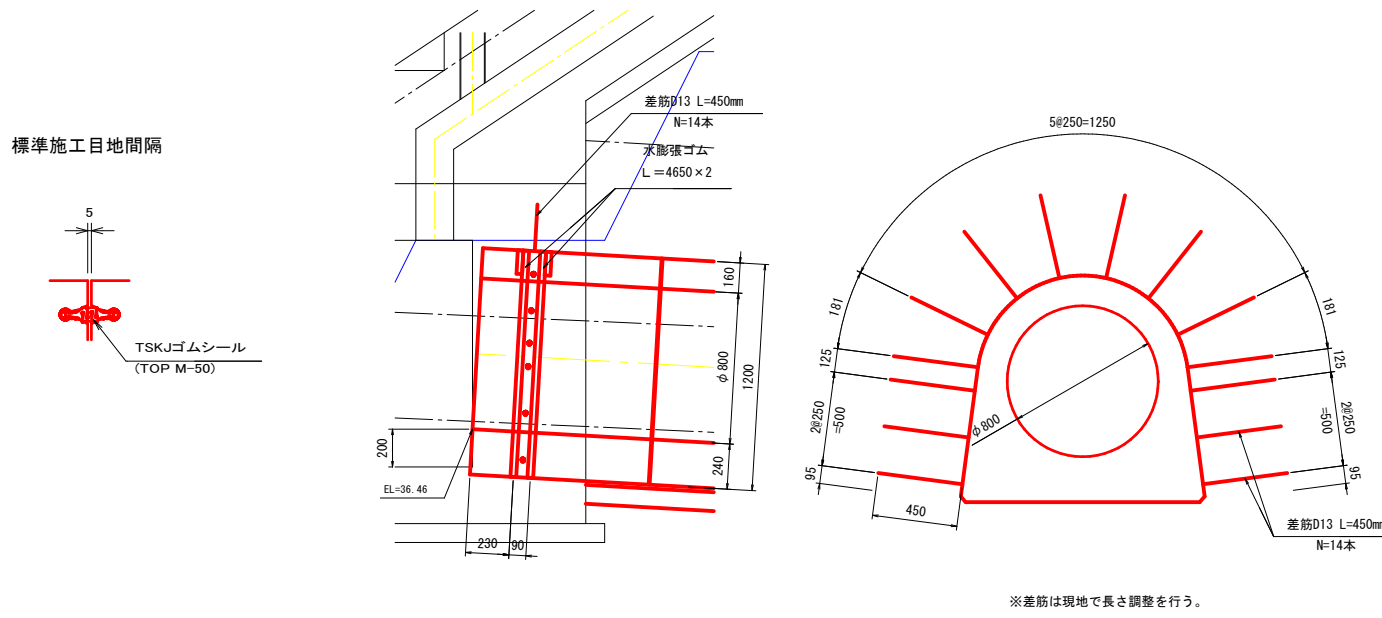 標準施工目地間隔
5
TSKJゴムシール
(TOP M-50)
差筋D13 L=450mm
N=14本
水膨張ゴム
L=4650×2
160
φ800
1200
240
200
EL=36.46
230
90
5@250=1250
181
125
2@250
=500
95
450
φ800
181
125
2@250
=500
95
差筋D13 L=450mm
N=14本
※差筋は現地で長さ調整を行う。